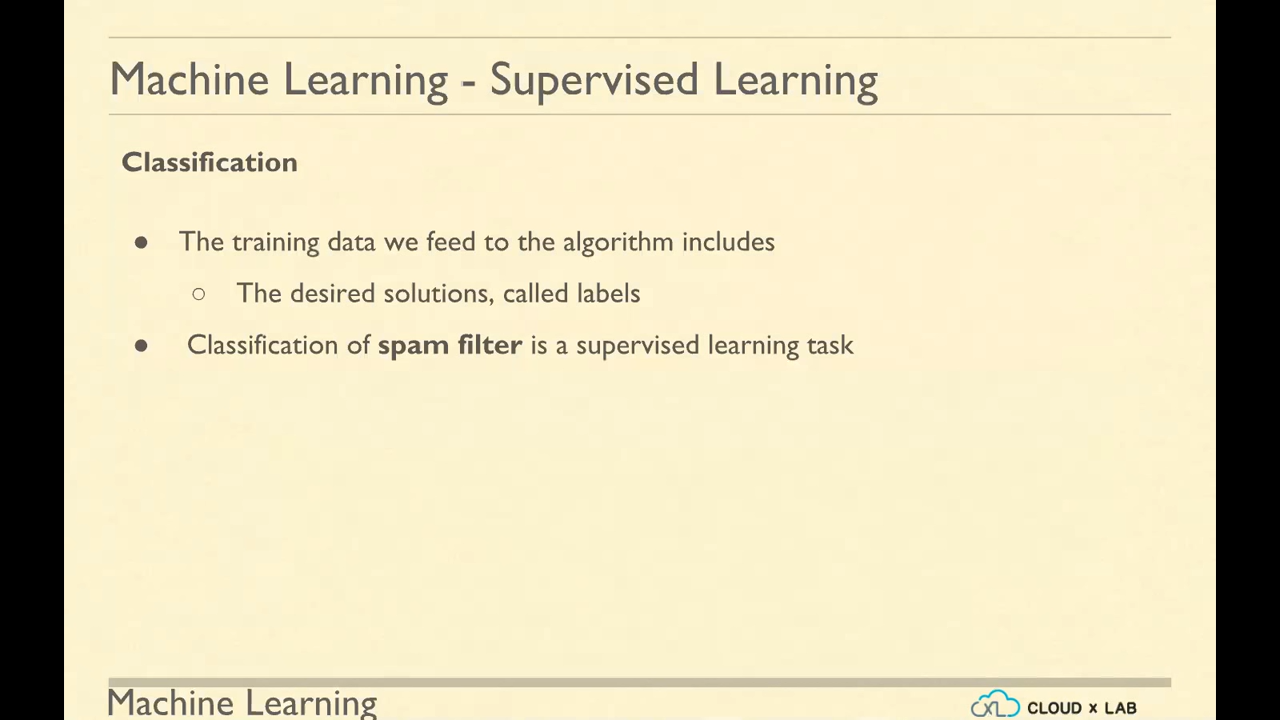 Machine Learning - Supervised Learning
Classification
● The training data we feed to the algorithm includes
○ The desired solutions, called labels
● Classification of spam filter is a supervised learning task
Machine Learning
CXL CLOUD x LAB